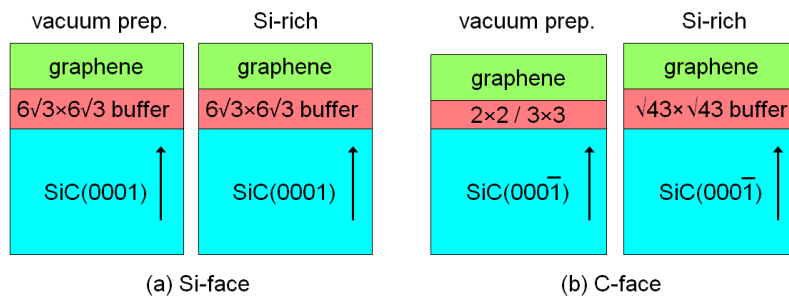 vacuum prep. Si-rich vacuum prep. Si-rich
graphene graphene graphene graphene
6√3×6√3 buffer 6√3×6√3 buffer 2×2 / 3×3 √43×√43 buffer
SiC(0001) SiC(0001) SiC(0001̅) SiC(0001̅)
(a) Si-face (b) C-face